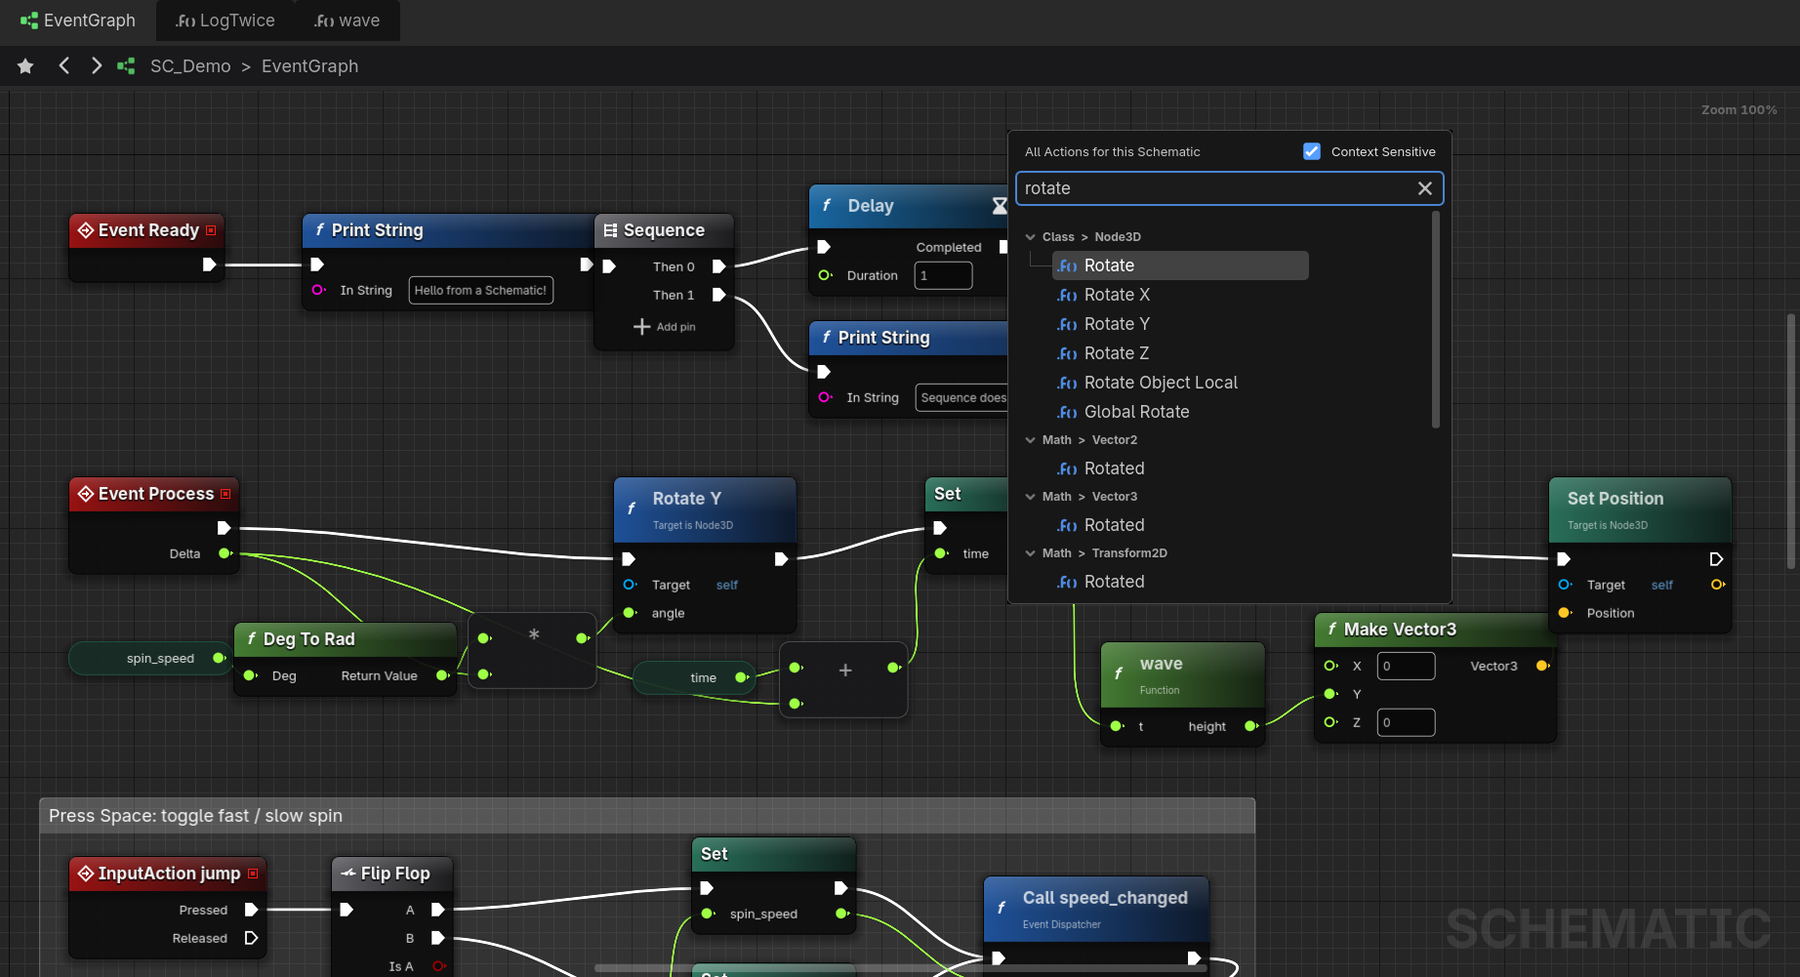 EventGraph
LogTwice
wave
SC_Demo > EventGraph
Zoom 100%
All Actions for this Schematic
Context Sensitive
rotate
Class > Node3D
Rotate
Rotate X
Rotate Y
Rotate Z
Rotate Object Local
Global Rotate
Math > Vector2
Rotated
Math > Vector3
Rotated
Math > Transform2D
Rotated
Event Ready
f Print String
In String
Hello from a Schematic!
Sequence
Then 0
Then 1
Add pin
f Delay
Completed
Duration
1
f Print String
In String
Sequence does
Event Process
Delta
f Rotate Y
Target is Node3D
Target self
angle
Set
time
Set Position
Target is Node3D
Target self
Position
spin_speed
f Deg To Rad
Deg
Return Value
*
time
+
f wave
Function
t
height
f Make Vector3
X 0
Vector3
Y
Z 0
Press Space: toggle fast / slow spin
InputAction jump
Pressed
Released
Flip Flop
A
B
Is A
Set
spin_speed
Set
f Call speed_changed
Event Dispatcher
SCHEMATIC